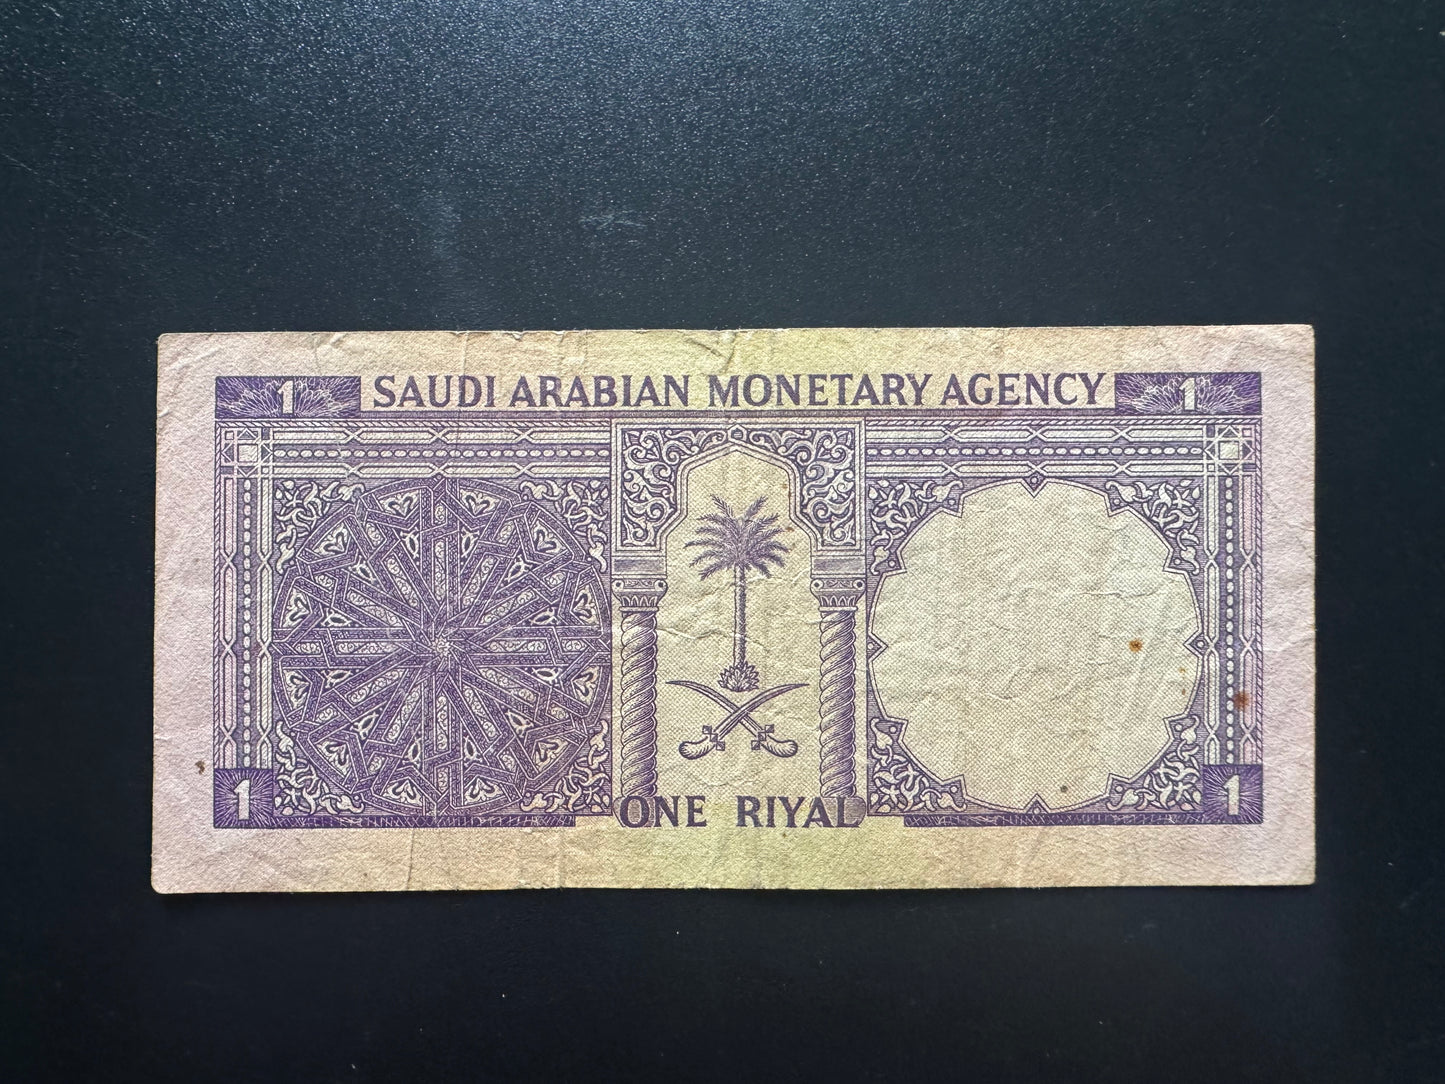 1 SAUDI ARABIAN MONETARY AGENCY 1
1 ONE RIYAL 1